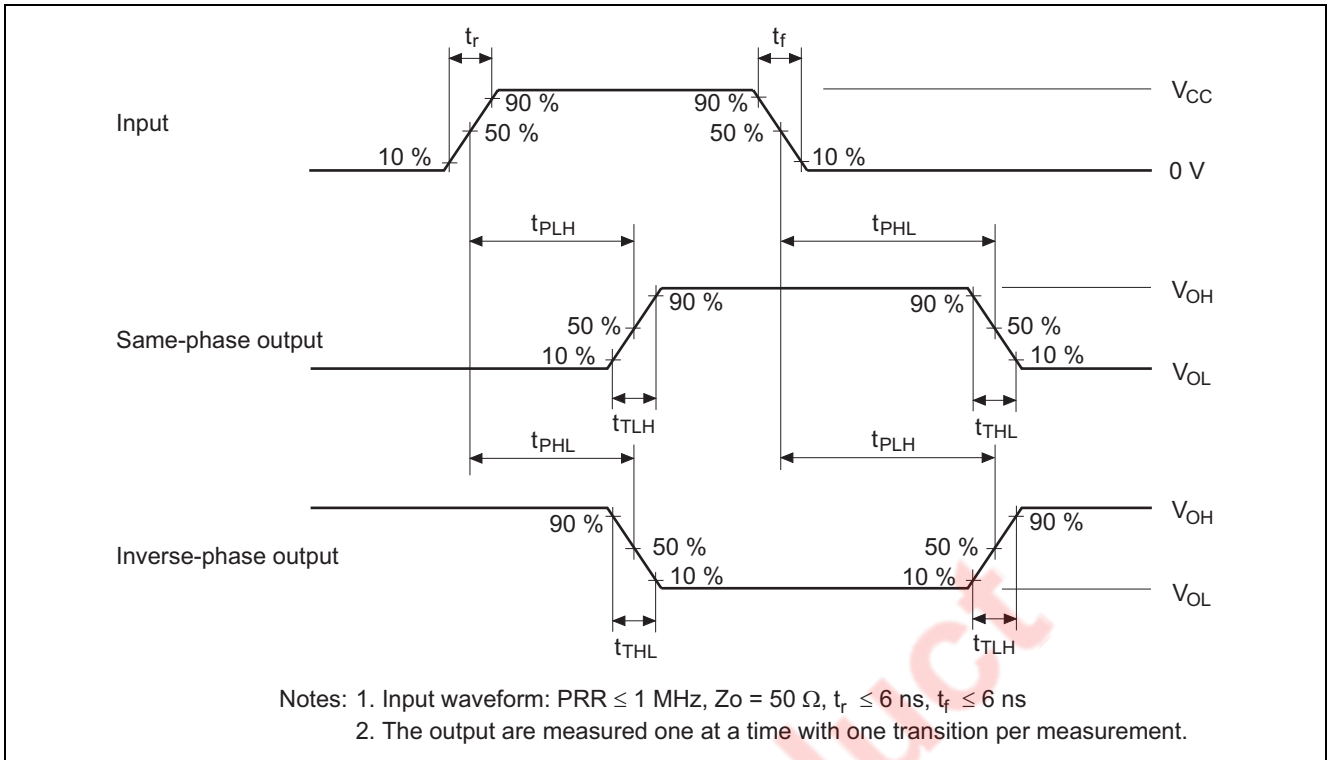 tr
tf
90 %
90 %
VCC
Input
50 %
50 %
10 %
10 %
0 V
tPLH
tPHL
90 %
90 %
VOH
50 %
50 %
Same-phase output
10 %
10 %
VOL
tTLH
tTHL
tPHL
tPLH
90 %
90 %
VOH
50 %
50 %
Inverse-phase output
10 %
10 %
VOL
tTHL
tTLH
Notes: 1. Input waveform: PRR ≤ 1 MHz, Zo = 50 Ω, tr ≤ 6 ns, tf ≤ 6 ns
2. The output are measured one at a time with one transition per measurement.
uct